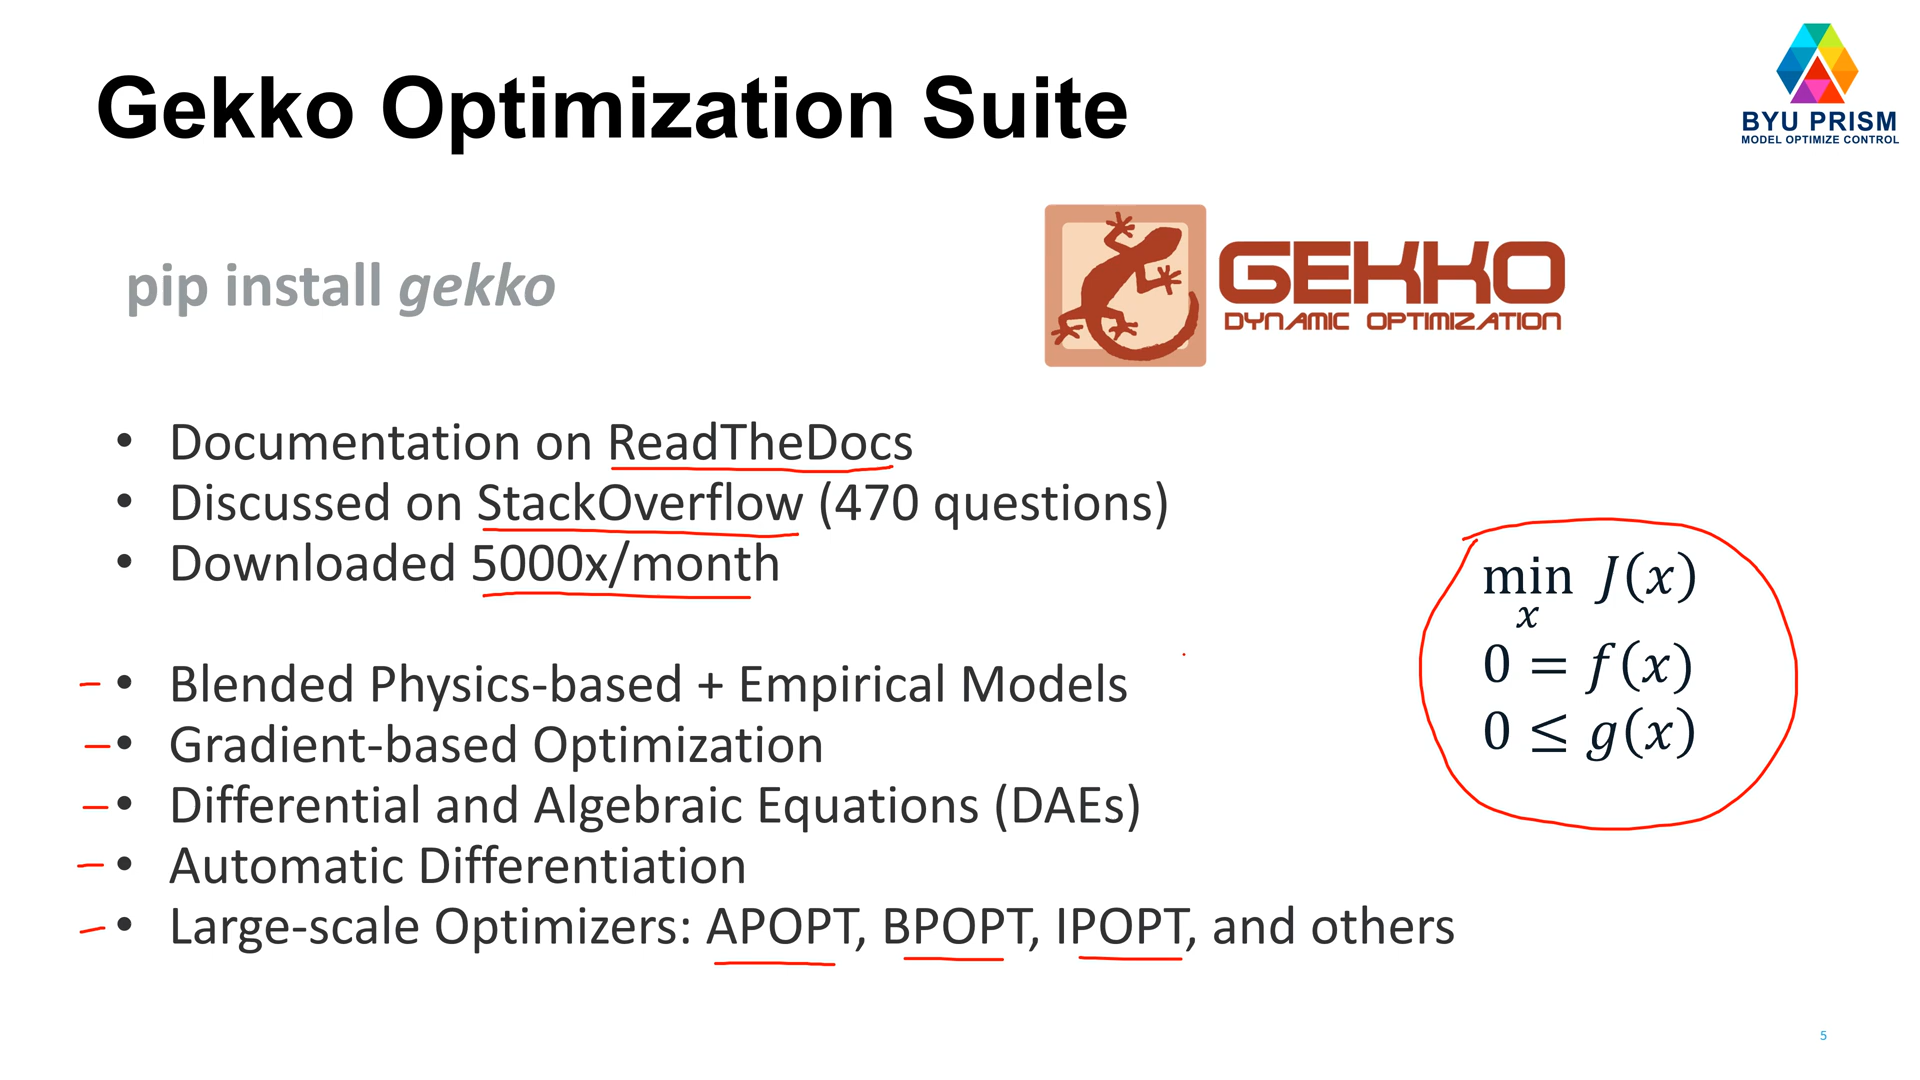 Gekko Optimization Suite
BYU PRISM
MODEL OPTIMIZE CONTROL
pip install gekko
GEKKO
DYNAMIC OPTIMIZATION
• Documentation on ReadTheDocs
• Discussed on StackOverflow (470 questions)
• Downloaded 5000x/month
• Blended Physics-based + Empirical Models
• Gradient-based Optimization
• Differential and Algebraic Equations (DAEs)
• Automatic Differentiation
• Large-scale Optimizers: APOPT, BPOPT, IPOPT, and others
min J(x)
x
0 = f(x)
0 ≤ g(x)
5